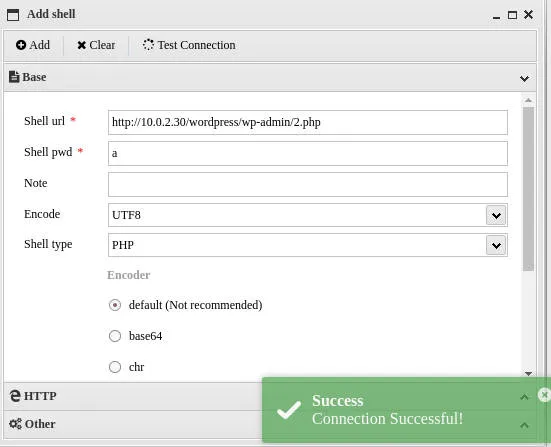 Add shell
Add Clear Test Connection
Base
Shell url * http://10.0.2.30/wordpress/wp-admin/2.php
Shell pwd * a
Note
Encode UTF8
Shell type PHP
Encoder
default (Not recommended)
base64
chr
HTTP
Success
Connection Successful!
Other